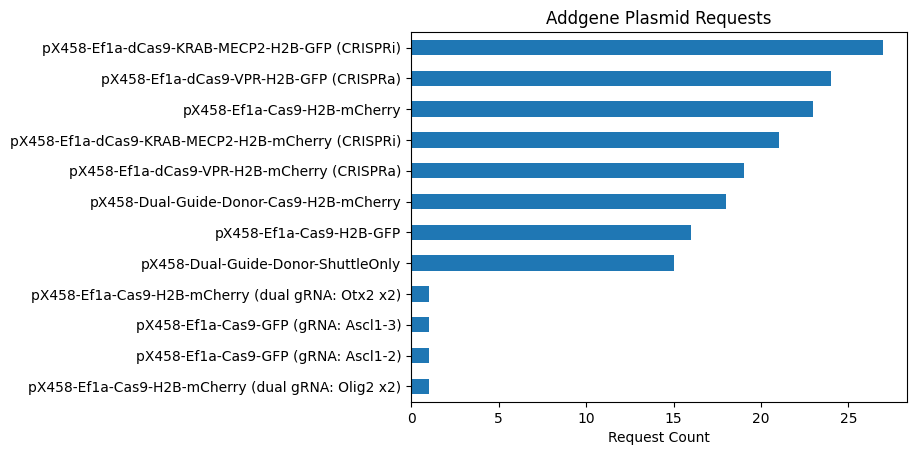 Addgene Plasmid Requests
pX458-Ef1a-dCas9-KRAB-MECP2-H2B-GFP (CRISPRi)
pX458-Ef1a-dCas9-VPR-H2B-GFP (CRISPRa)
pX458-Ef1a-Cas9-H2B-mCherry
pX458-Ef1a-dCas9-KRAB-MECP2-H2B-mCherry (CRISPRi)
pX458-Ef1a-dCas9-VPR-H2B-mCherry (CRISPRa)
pX458-Dual-Guide-Donor-Cas9-H2B-mCherry
pX458-Ef1a-Cas9-H2B-GFP
pX458-Dual-Guide-Donor-ShuttleOnly
pX458-Ef1a-Cas9-H2B-mCherry (dual gRNA: Otx2 x2)
pX458-Ef1a-Cas9-GFP (gRNA: Ascl1-3)
pX458-Ef1a-Cas9-GFP (gRNA: Ascl1-2)
pX458-Ef1a-Cas9-H2B-mCherry (dual gRNA: Olig2 x2)
0 5 10 15 20 25
Request Count